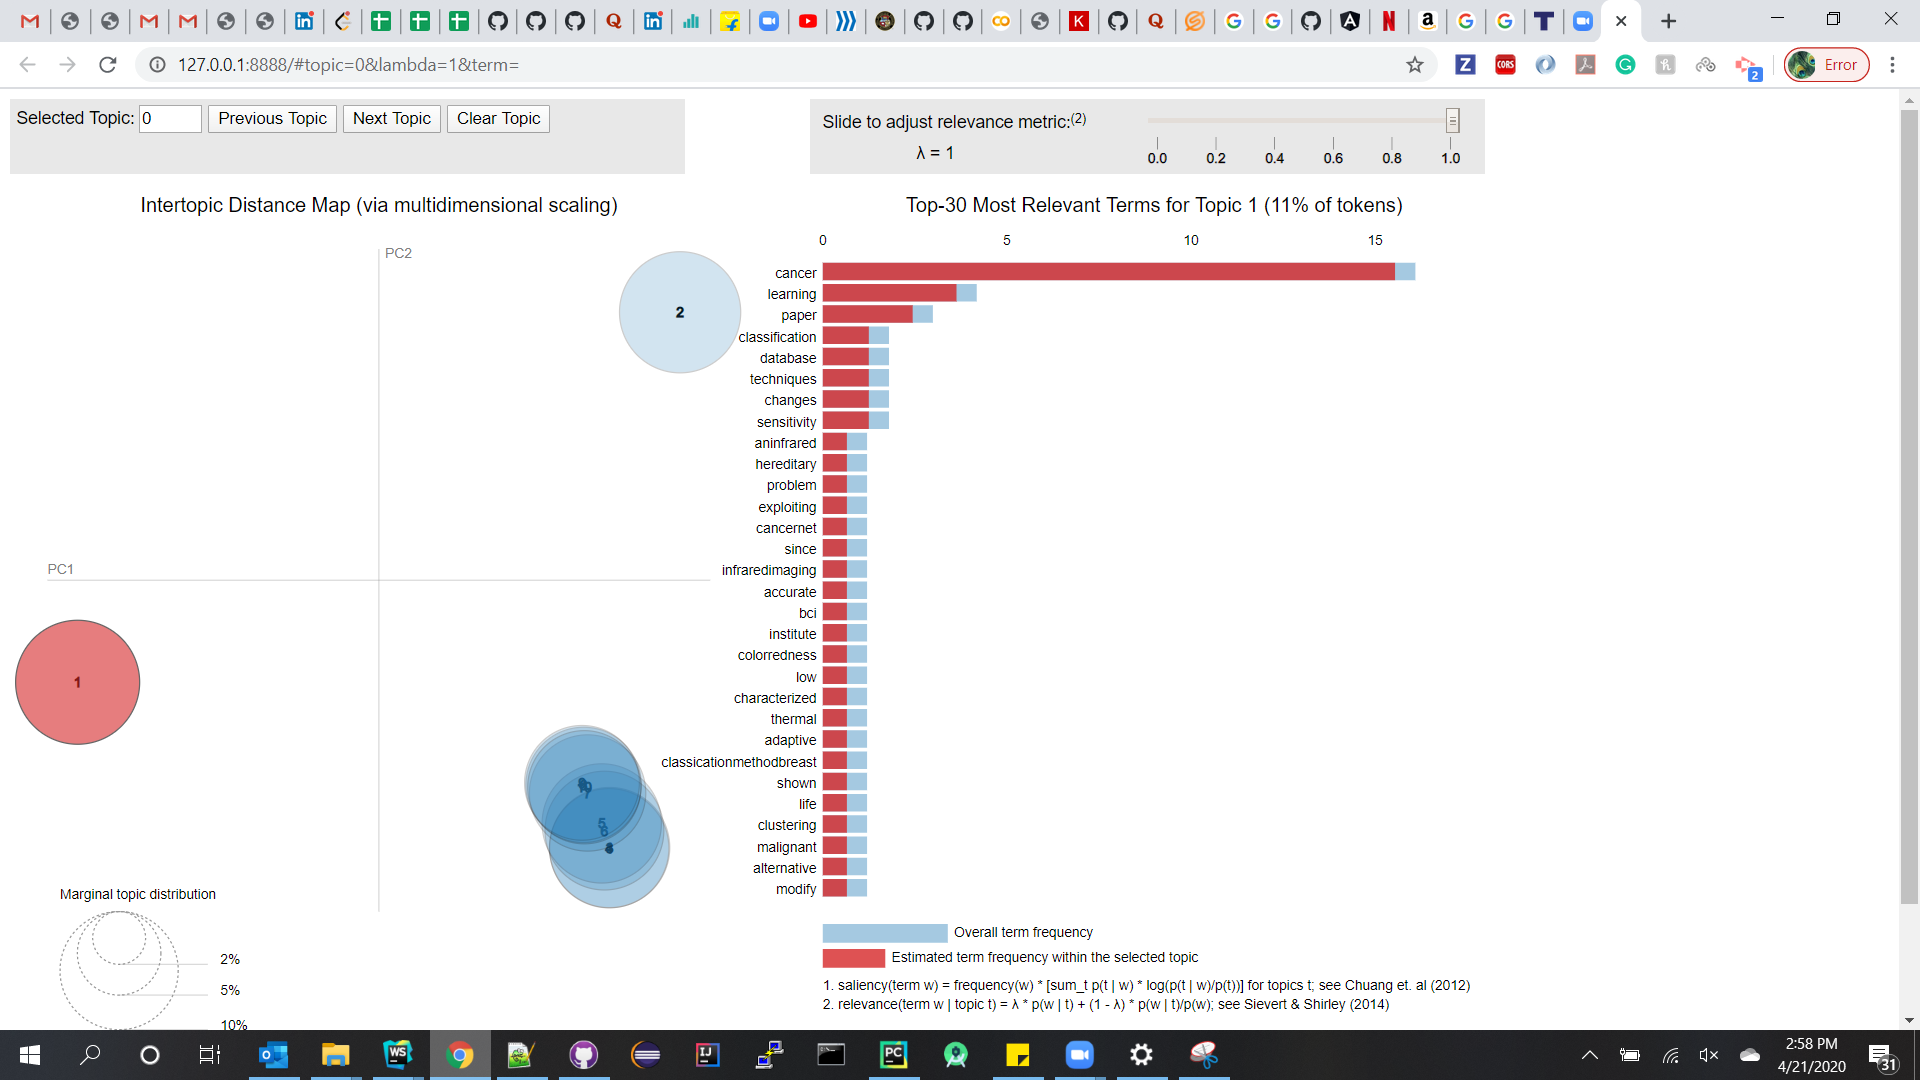 127.0.0.1:8888/#topic=0&lambda=1&term=
Error
2
Selected Topic: 0 Previous Topic Next Topic Clear Topic
Slide to adjust relevance metric:(2)
λ = 1
0.0 0.2 0.4 0.6 0.8 1.0
Intertopic Distance Map (via multidimensional scaling)
PC2
PC1
2
1
5
6
Marginal topic distribution
2%
5%
10%
Top-30 Most Relevant Terms for Topic 1 (11% of tokens)
0 5 10 15
cancer
learning
paper
classification
database
techniques
changes
sensitivity
aninfrared
hereditary
problem
exploiting
cancernet
since
infraredimaging
accurate
bci
institute
colorredness
low
characterized
thermal
adaptive
classicationmethodbreast
shown
life
clustering
malignant
alternative
modify
Overall term frequency
Estimated term frequency within the selected topic
1. saliency(term w) = frequency(w) * [sum_t p(t | w) * log(p(t | w)/p(t))] for topics t; see Chuang et. al (2012)
2. relevance(term w | topic t) = λ * p(w | t) + (1 - λ) * p(w | t)/p(w); see Sievert & Shirley (2014)
2:58 PM
4/21/2020
31